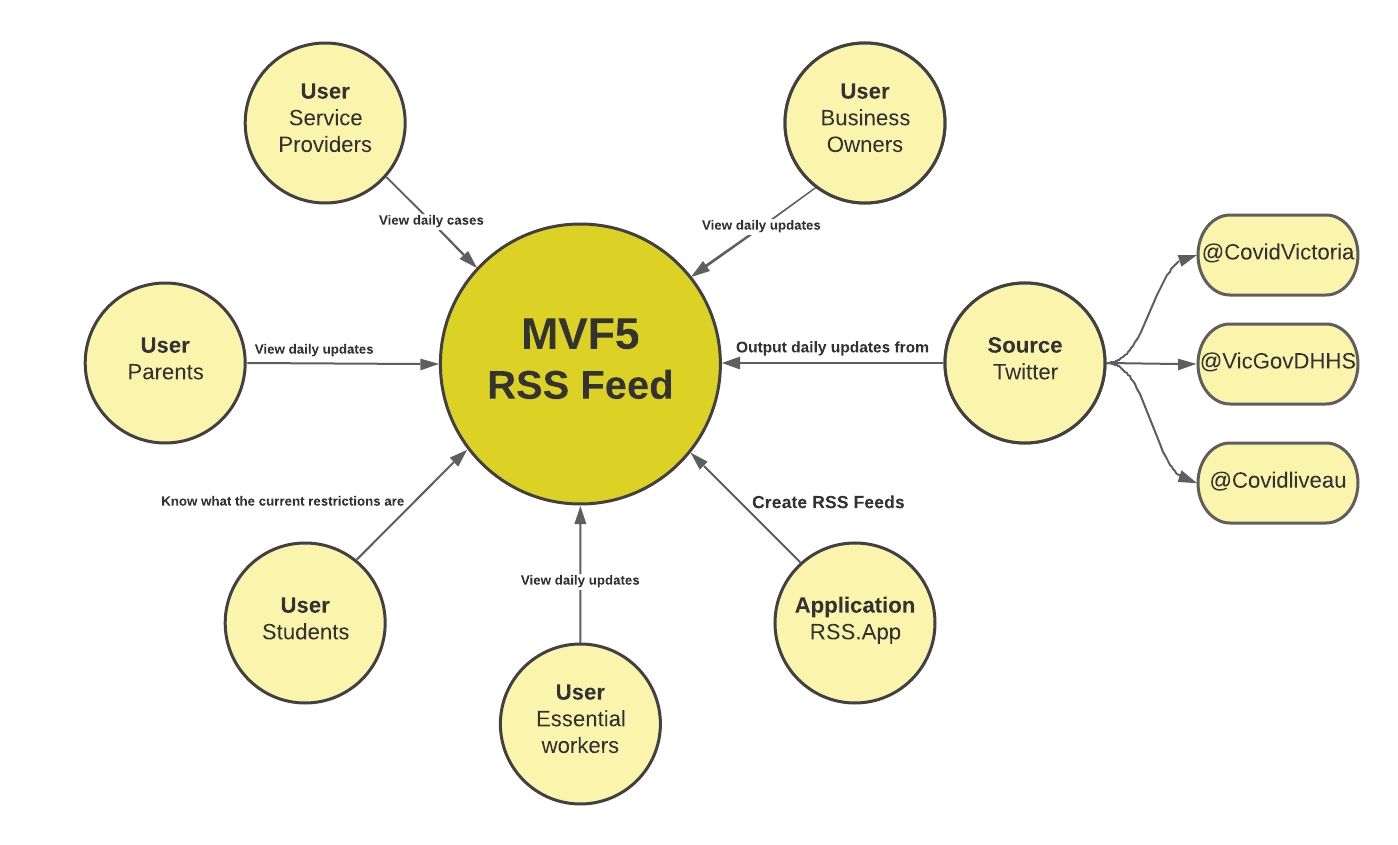 User
Service
Providers
User
Business
Owners
View daily cases
View daily updates
@CovidVictoria
MVF5
RSS Feed
User
Parents
View daily updates
Output daily updates from
Source
Twitter
@VicGovDHHS
@Covidliveau
Know what the current restrictions are
Create RSS Feeds
View daily updates
User
Students
Application
RSS.App
User
Essential
workers